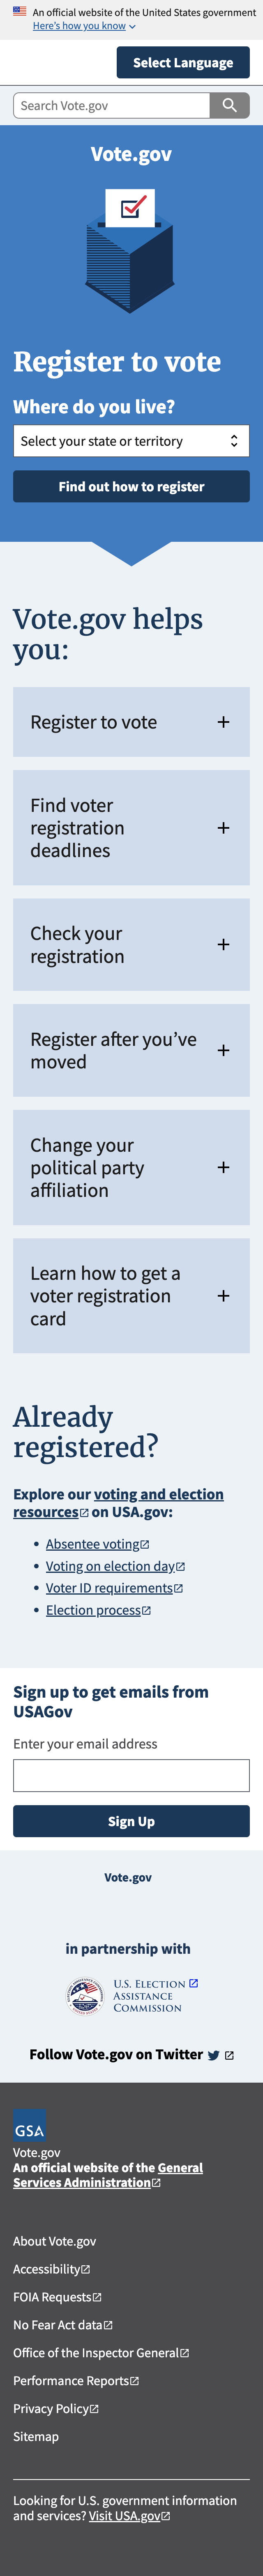 An official website of the United States government
Here's how you know
Select Language
Search Vote.gov
Vote.gov
Register to vote
Where do you live?
Select your state or territory
Find out how to register
Vote.gov helps
you:
Register to vote
Find voter
registration
deadlines
Check your
registration
Register after you've
moved
Change your
political party
affiliation
Learn how to get a
voter registration
card
Already
registered?
Explore our voting and election
resources on USA.gov:
• Absentee voting
• Voting on election day
• Voter ID requirements
• Election process
Sign up to get emails from
USAGov
Enter your email address
Sign Up
Vote.gov
in partnership with
U.S. Election
Assistance
Commission
Follow Vote.gov on Twitter
GSA
Vote.gov
An official website of the General
Services Administration
About Vote.gov
Accessibility
FOIA Requests
No Fear Act data
Office of the Inspector General
Performance Reports
Privacy Policy
Sitemap
Looking for U.S. government information
and services? Visit USA.gov